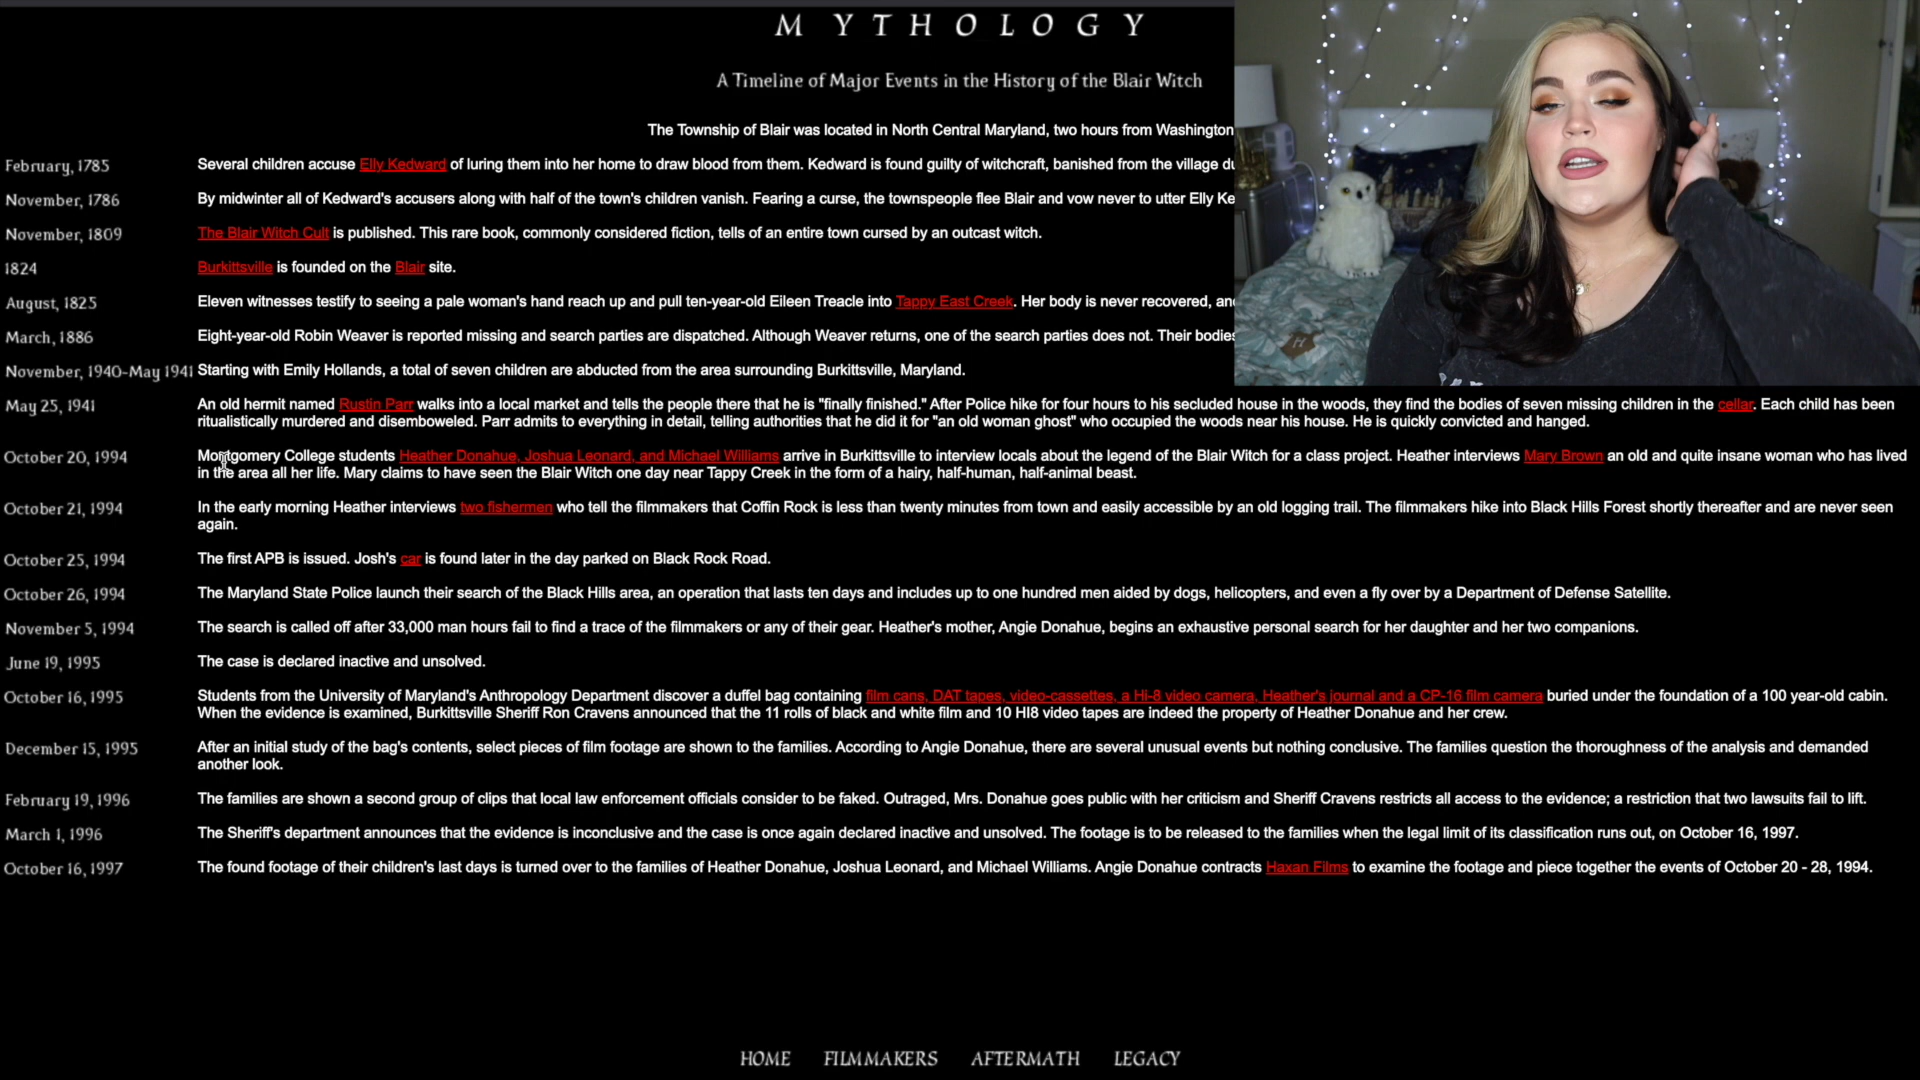 MYTHOLOGY
A Timeline of Major Events in the History of the Blair Witch
The Township of Blair was located in North Central Maryland, two hours from Washington
February, 1785 Several children accuse Elly Kedward of luring them into her home to draw blood from them. Kedward is found guilty of witchcraft, banished from the village
November, 1786 By midwinter all of Kedward's accusers along with half of the town's children vanish. Fearing a curse, the townspeople flee Blair and vow never to utter Elly
November, 1809 The Blair Witch Cult is published. This rare book, commonly considered fiction, tells of an entire town cursed by an outcast witch.
1824 Burkittsville is founded on the Blair site.
August, 1825 Eleven witnesses testify to seeing a pale woman's hand reach up and pull ten-year-old Eileen Treacle into Tappy East Creek. Her body is never recovered,
March, 1886 Eight-year-old Robin Weaver is reported missing and search parties are dispatched. Although Weaver returns, one of the search parties does not. Their bodies
November, 1940-May 1941 Starting with Emily Hollands, a total of seven children are abducted from the area surrounding Burkittsville, Maryland.
May 25, 1941 An old hermit named Rustin Parr walks into a local market and tells the people there that he is "finally finished." After Police hike for four hours to his secluded house in the woods, they find the bodies of seven missing children in the cellar. Each child has been
ritualistically murdered and disemboweled. Parr admits to everything in detail, telling authorities that he did it for "an old woman ghost" who occupied the woods near his house. He is quickly convicted and hanged.
October 20, 1994 Montgomery College students Heather Donahue, Joshua Leonard, and Michael Williams arrive in Burkittsville to interview locals about the legend of the Blair Witch for a class project. Heather interviews Mary Brown an old and quite insane woman who has lived
in the area all her life. Mary claims to have seen the Blair Witch one day near Tappy Creek in the form of a hairy, half-human, half-animal beast.
October 21, 1994 In the early morning Heather interviews two fishermen who tell the filmmakers that Coffin Rock is less than twenty minutes from town and easily accessible by an old logging trail. The filmmakers hike into Black Hills Forest shortly thereafter and are never seen
again.
October 25, 1994 The first APB is issued. Josh's car is found later in the day parked on Black Rock Road.
October 26, 1994 The Maryland State Police launch their search of the Black Hills area, an operation that lasts ten days and includes up to one hundred men aided by dogs, helicopters, and even a fly over by a Department of Defense Satellite.
November 5, 1994 The search is called off after 33,000 man hours fail to find a trace of the filmmakers or any of their gear. Heather's mother, Angie Donahue, begins an exhaustive personal search for her daughter and her two companions.
June 19, 1995 The case is declared inactive and unsolved.
October 16, 1995 Students from the University of Maryland's Anthropology Department discover a duffel bag containing film cans, DAT tapes, video-cassettes, a Hi-8 video camera, Heather's journal and a CP-16 film camera buried under the foundation of a 100 year-old cabin.
When the evidence is examined, Burkittsville Sheriff Ron Cravens announced that the 11 rolls of black and white film and 10 HI8 video tapes are indeed the property of Heather Donahue and her crew.
December 15, 1995 After an initial study of the bag's contents, select pieces of film footage are shown to the families. According to Angie Donahue, there are several unusual events but nothing conclusive. The families question the thoroughness of the analysis and demanded
another look.
February 19, 1996 The families are shown a second group of clips that local law enforcement officials consider to be faked. Outraged, Mrs. Donahue goes public with her criticism and Sheriff Cravens restricts all access to the evidence; a restriction that two lawsuits fail to lift.
March 1, 1996 The Sheriff's department announces that the evidence is inconclusive and the case is once again declared inactive and unsolved. The footage is to be released to the families when the legal limit of its classification runs out, on October 16, 1997.
October 16, 1997 The found footage of their children's last days is turned over to the families of Heather Donahue, Joshua Leonard, and Michael Williams. Angie Donahue contracts Haxan Films to examine the footage and piece together the events of October 20 - 28, 1994.
HOME FILMMAKERS AFTERMATH LEGACY